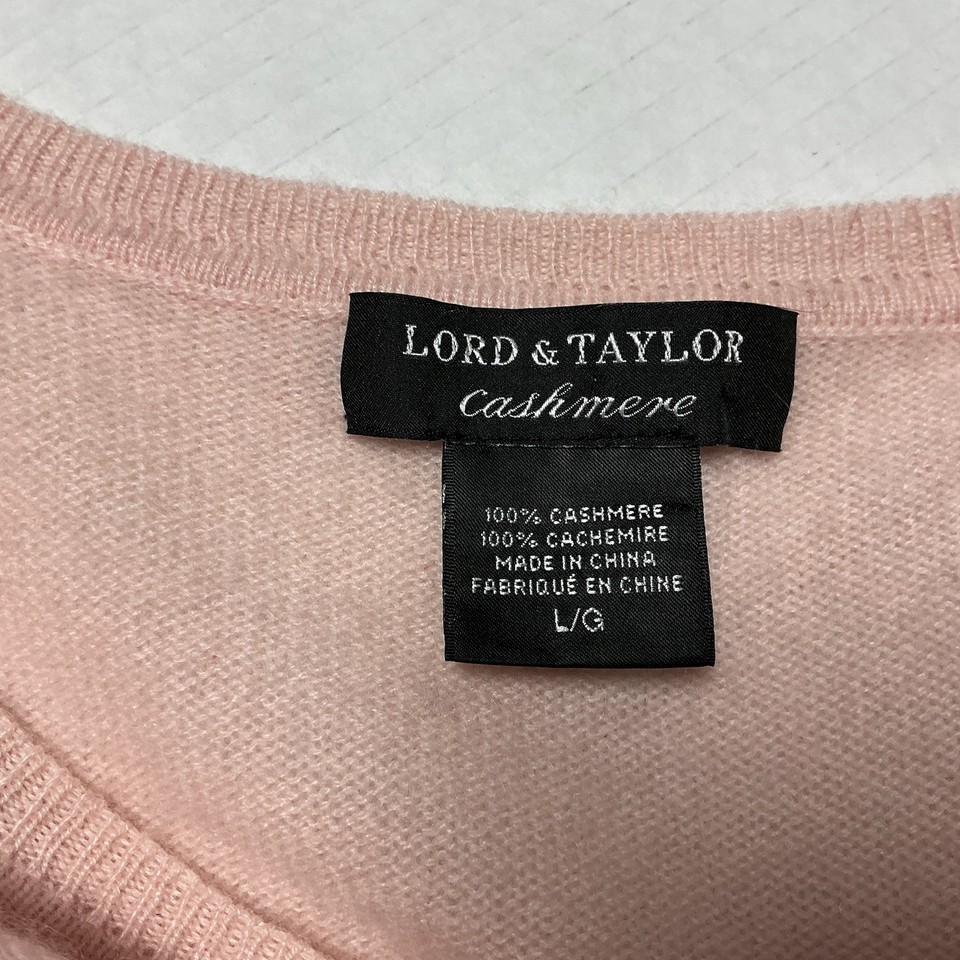 LORD & TAYLOR
cashmere
100% CASHMERE
100% CACHEMIRE
MADE IN CHINA
FABRIQUÉ EN CHINE
L/G